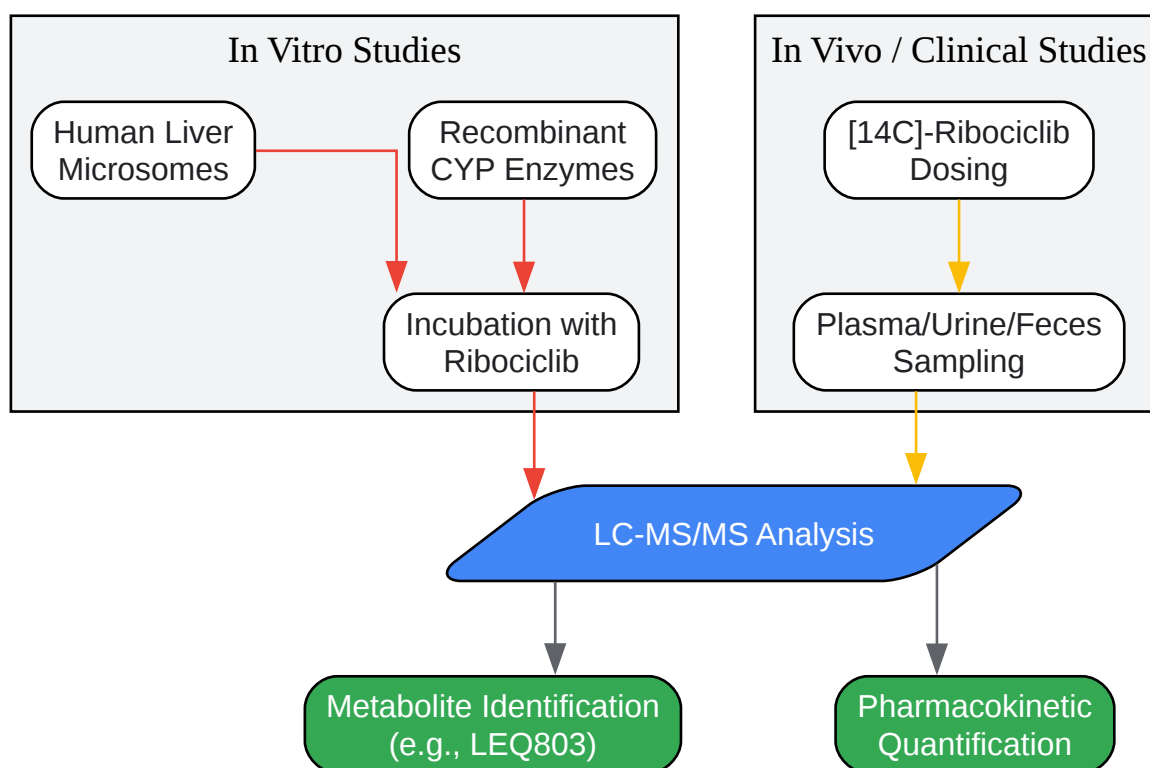 In Vitro Studies
Human Liver
Microsomes
Recombinant
CYP Enzymes
Incubation with
Ribociclib
In Vivo / Clinical Studies
[14C]-Ribociclib
Dosing
Plasma/Urine/Feces
Sampling
LC-MS/MS Analysis
Metabolite Identification
(e.g., LEQ803)
Pharmacokinetic
Quantification